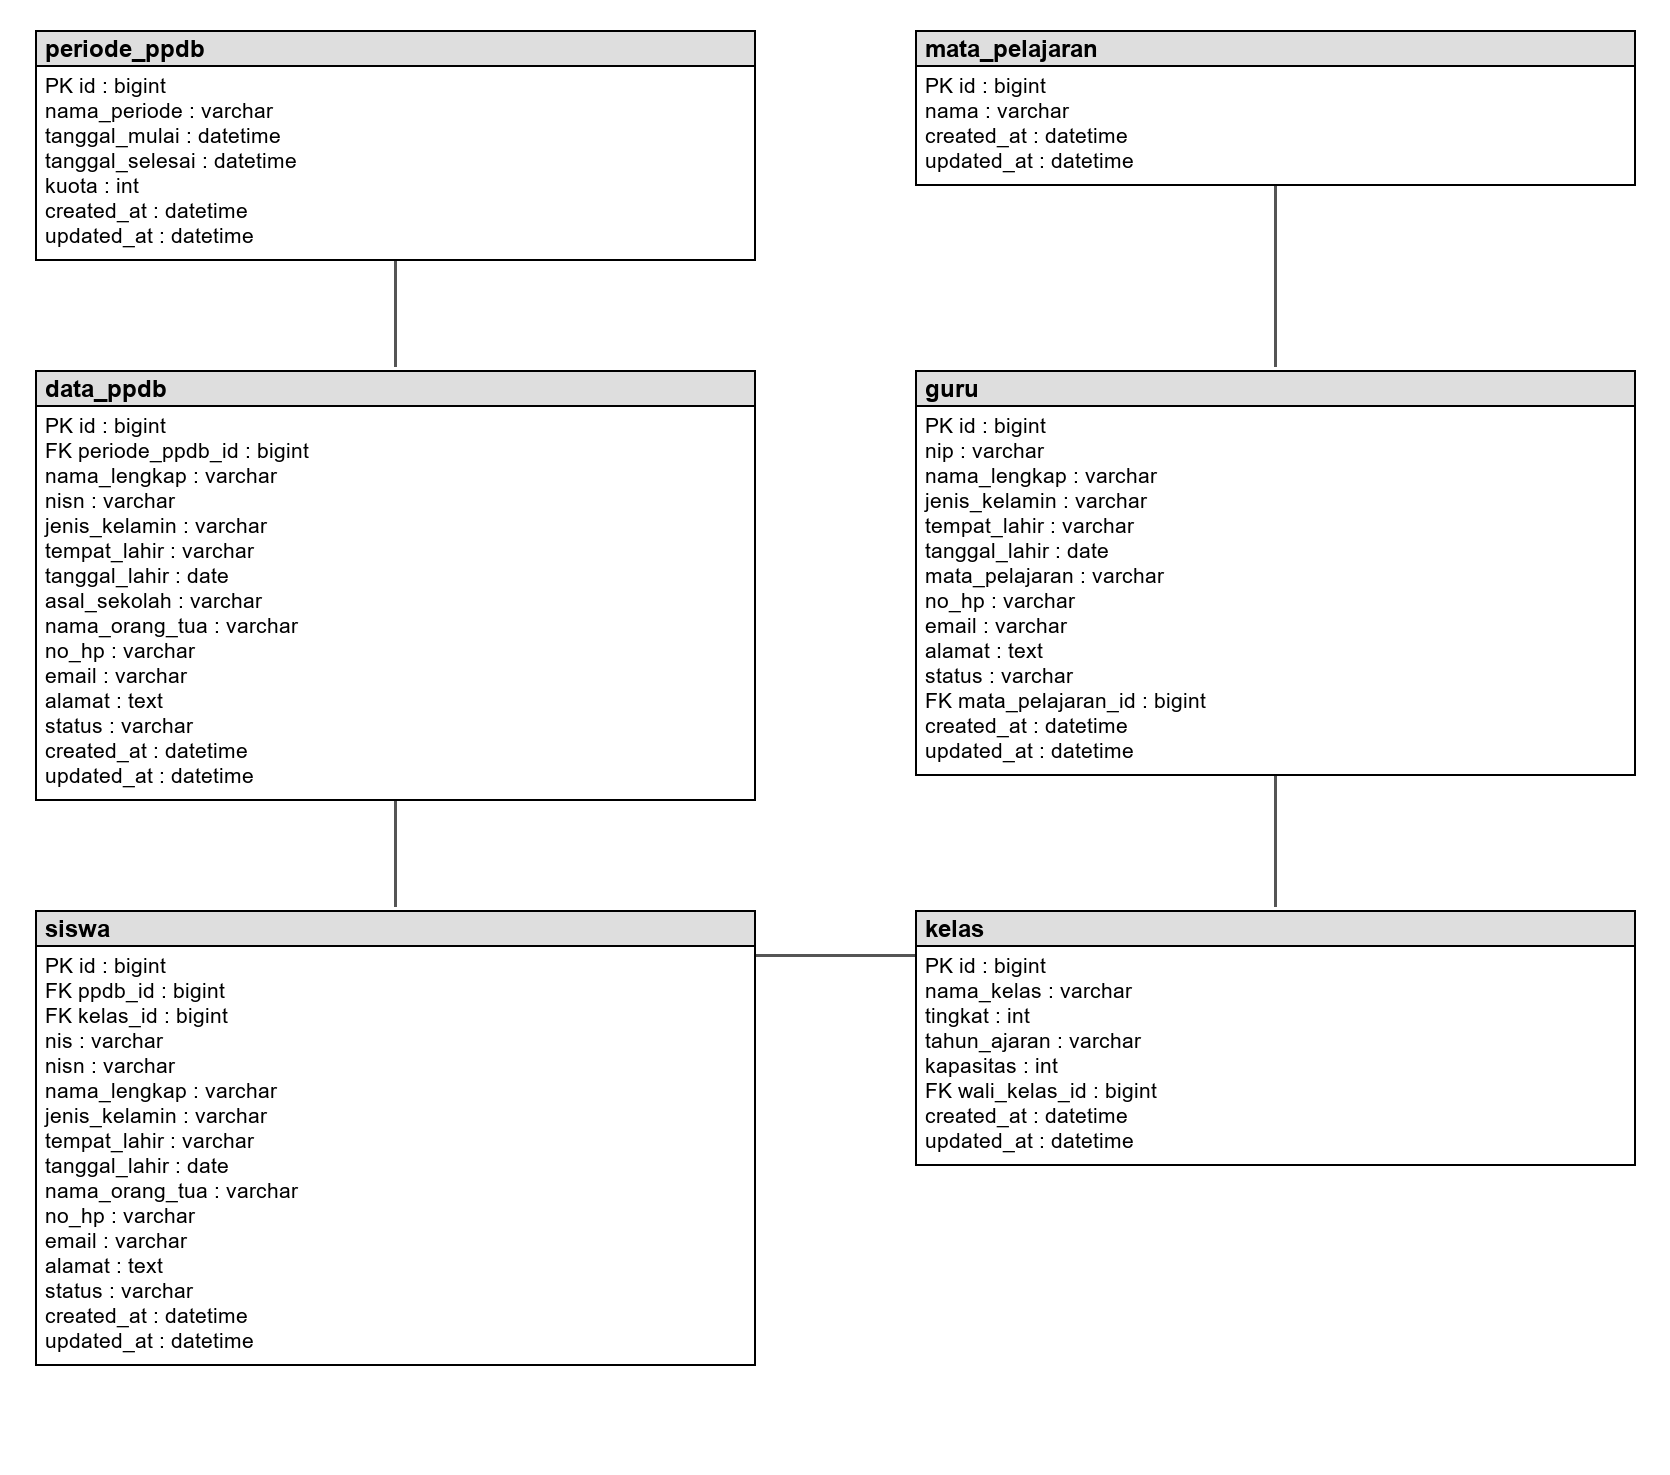 periode_ppdb
PK id : bigint
nama_periode : varchar
tanggal_mulai : datetime
tanggal_selesai : datetime
kuota : int
created_at : datetime
updated_at : datetime
mata_pelajaran
PK id : bigint
nama : varchar
created_at : datetime
updated_at : datetime
data_ppdb
PK id : bigint
FK periode_ppdb_id : bigint
nama_lengkap : varchar
nisn : varchar
jenis_kelamin : varchar
tempat_lahir : varchar
tanggal_lahir : date
asal_sekolah : varchar
nama_orang_tua : varchar
no_hp : varchar
email : varchar
alamat : text
status : varchar
created_at : datetime
updated_at : datetime
guru
PK id : bigint
nip : varchar
nama_lengkap : varchar
jenis_kelamin : varchar
tempat_lahir : varchar
tanggal_lahir : date
mata_pelajaran : varchar
no_hp : varchar
email : varchar
alamat : text
status : varchar
FK mata_pelajaran_id : bigint
created_at : datetime
updated_at : datetime
siswa
PK id : bigint
FK ppdb_id : bigint
FK kelas_id : bigint
nis : varchar
nisn : varchar
nama_lengkap : varchar
jenis_kelamin : varchar
tempat_lahir : varchar
tanggal_lahir : date
nama_orang_tua : varchar
no_hp : varchar
email : varchar
alamat : text
status : varchar
created_at : datetime
updated_at : datetime
kelas
PK id : bigint
nama_kelas : varchar
tingkat : int
tahun_ajaran : varchar
kapasitas : int
FK wali_kelas_id : bigint
created_at : datetime
updated_at : datetime